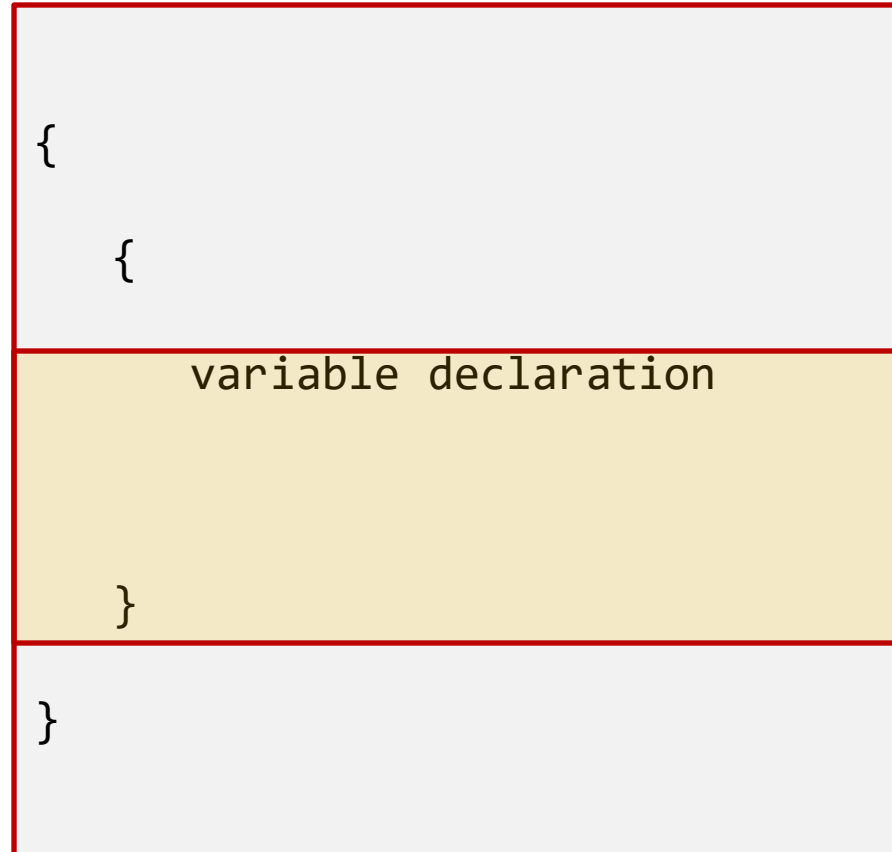 {
{
variable declaration
}
}